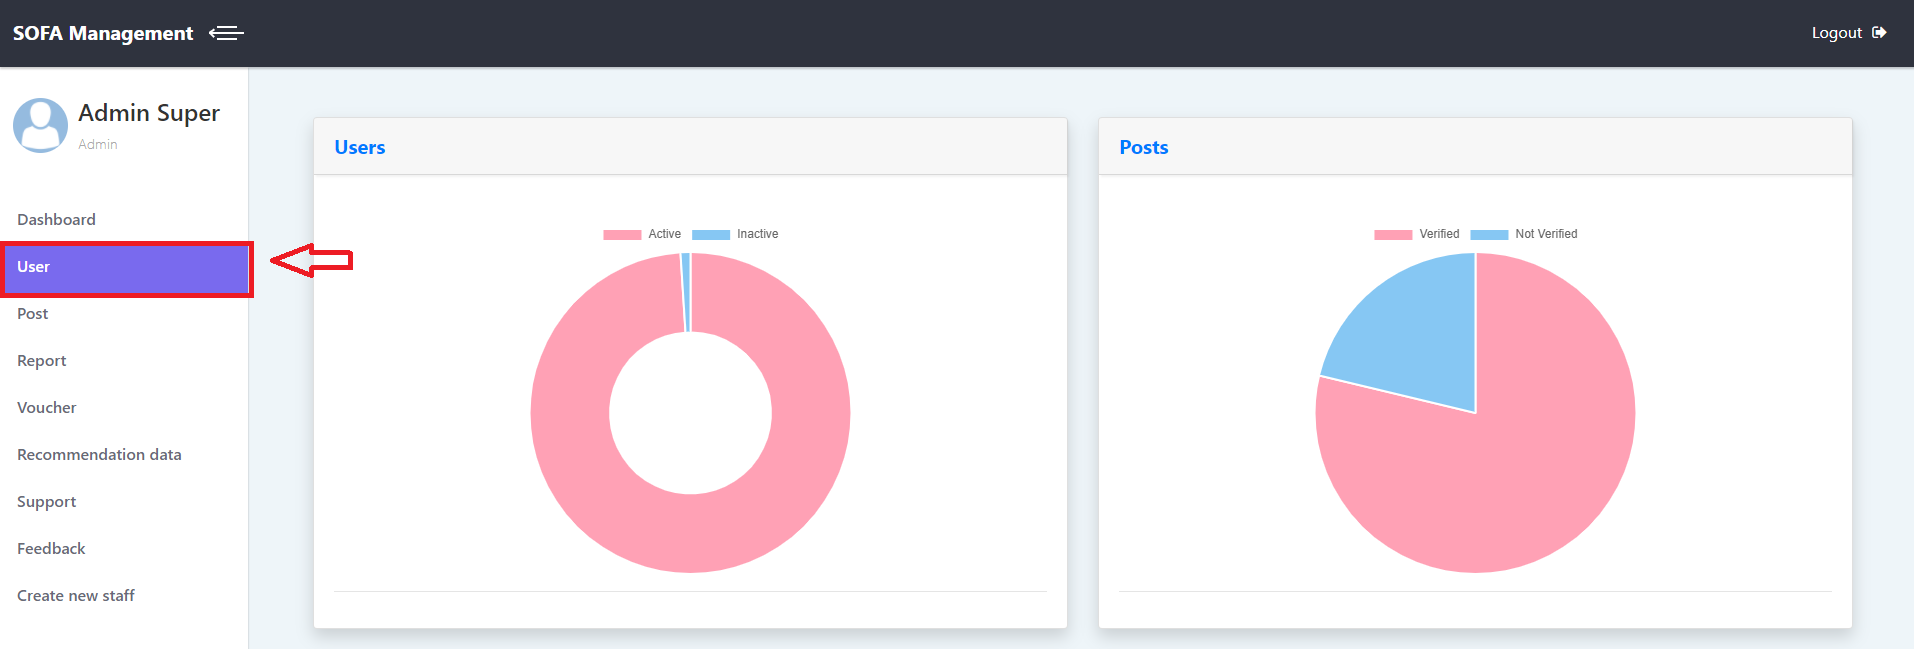 SOFA Management
Logout
Admin Super
Admin
Dashboard
User
Post
Report
Voucher
Recommendation data
Support
Feedback
Create new staff
Users
Active Inactive
Posts
Verified Not Verified